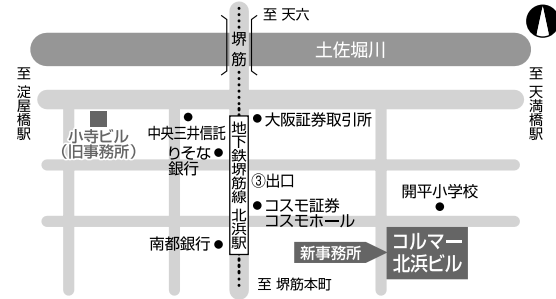 至 天六
堺筋
土佐堀川
至 淀屋橋駅
至 天満橋駅
小寺ビル
（旧事務所）
中央三井信託
大阪証券取引所
りそな
銀行
地下鉄堺筋線 北浜駅
③出口
コスモ証券
コスモホール
開平小学校
南都銀行
新事務所
コルマー
北浜ビル
至 堺筋本町